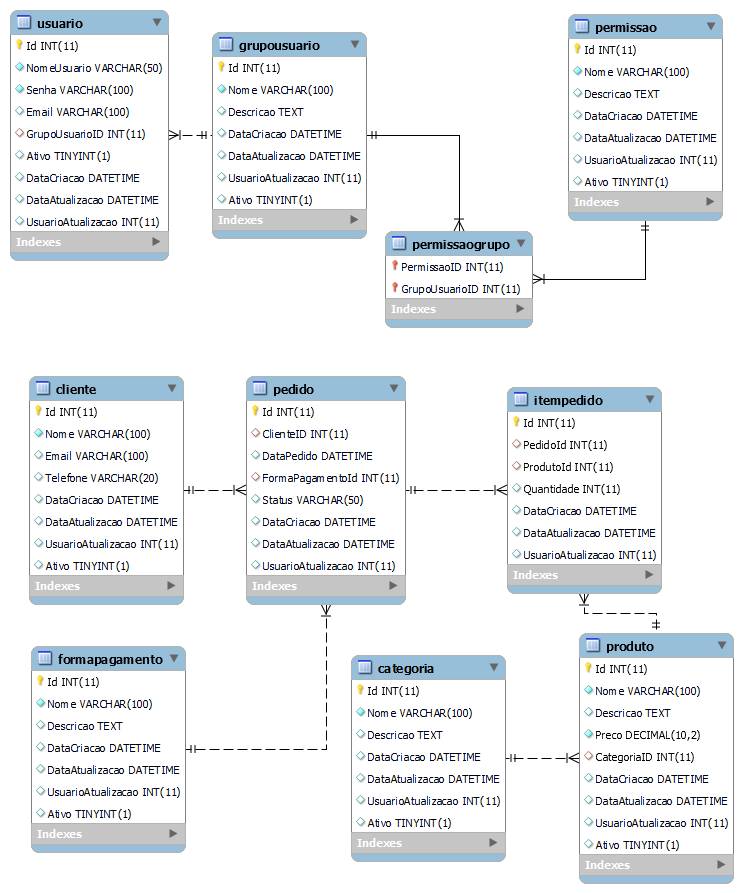 usuario
Id INT(11)
NomeUsuario VARCHAR(50)
Senha VARCHAR(100)
Email VARCHAR(100)
GrupoUsuarioID INT(11)
Ativo TINYINT(1)
DataCriacao DATETIME
DataAtualizacao DATETIME
UsuarioAtualizacao INT(11)
Indexes
grupousuario
Id INT(11)
Nome VARCHAR(100)
Descricao TEXT
DataCriacao DATETIME
DataAtualizacao DATETIME
UsuarioAtualizacao INT(11)
Ativo TINYINT(1)
Indexes
permissao
Id INT(11)
Nome VARCHAR(100)
Descricao TEXT
DataCriacao DATETIME
DataAtualizacao DATETIME
UsuarioAtualizacao INT(11)
Ativo TINYINT(1)
Indexes
permissaogrupo
PermissaoID INT(11)
GrupoUsuarioID INT(11)
Indexes
cliente
Id INT(11)
Nome VARCHAR(100)
Email VARCHAR(100)
Telefone VARCHAR(20)
DataCriacao DATETIME
DataAtualizacao DATETIME
UsuarioAtualizacao INT(11)
Ativo TINYINT(1)
Indexes
pedido
Id INT(11)
ClienteID INT(11)
DataPedido DATETIME
FormaPagamentoId INT(11)
Status VARCHAR(50)
DataCriacao DATETIME
DataAtualizacao DATETIME
UsuarioAtualizacao INT(11)
Indexes
itempedido
Id INT(11)
PedidoId INT(11)
ProdutoId INT(11)
Quantidade INT(11)
DataCriacao DATETIME
DataAtualizacao DATETIME
UsuarioAtualizacao INT(11)
Indexes
formapagamento
Id INT(11)
Nome VARCHAR(100)
Descricao TEXT
DataCriacao DATETIME
DataAtualizacao DATETIME
UsuarioAtualizacao INT(11)
Ativo TINYINT(1)
Indexes
categoria
Id INT(11)
Nome VARCHAR(100)
Descricao TEXT
DataCriacao DATETIME
DataAtualizacao DATETIME
UsuarioAtualizacao INT(11)
Ativo TINYINT(1)
Indexes
produto
Id INT(11)
Nome VARCHAR(100)
Descricao TEXT
Preco DECIMAL(10,2)
CategoriaID INT(11)
DataCriacao DATETIME
DataAtualizacao DATETIME
UsuarioAtualizacao INT(11)
Ativo TINYINT(1)
Indexes